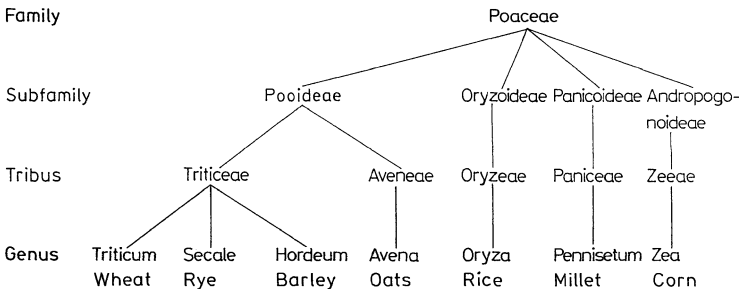 Family Poaceae
Subfamily Pooideae Oryzoideae Panicoideae Andropogo-
noideae
Tribus Triticeae Aveneae Oryzeae Paniceae Zeeae
Genus Triticum Secale Hordeum Avena Oryza Pennisetum Zea
Wheat Rye Barley Oats Rice Millet Corn